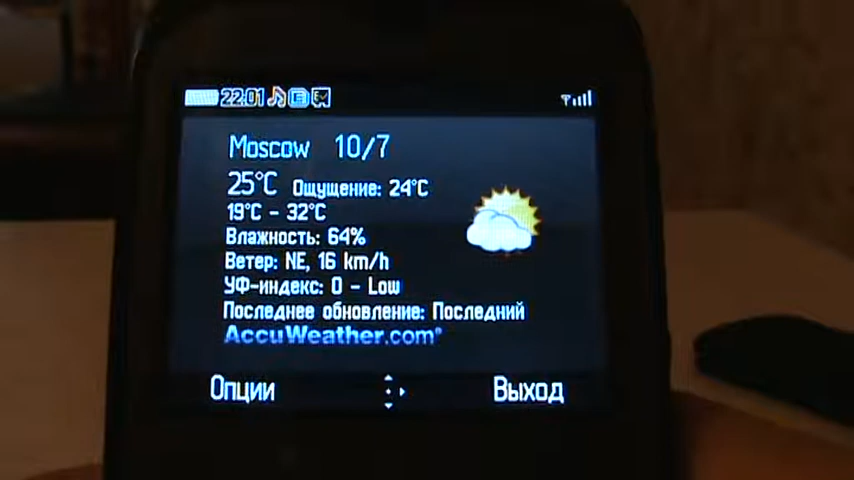 22:01
Moscow 10/7
25°C Ощущение: 24°C
19°C - 32°C
Влажность: 64%
Ветер: NE, 16 km/h
УФ-индекс: 0 - Low
Последнее обновление: Последний
AccuWeather.com®
Опции Выход